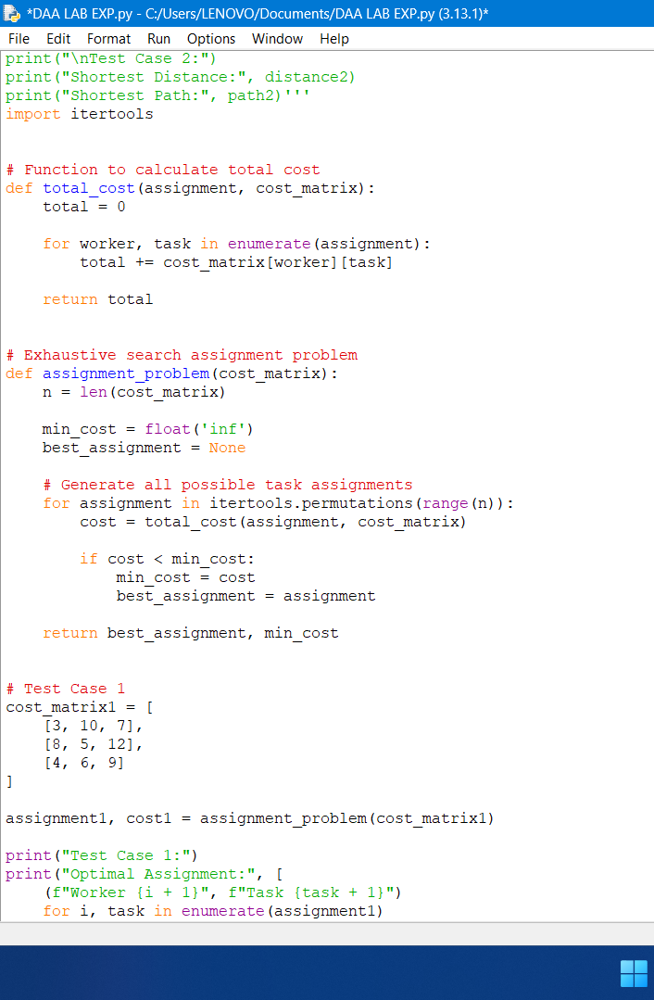 *DAA LAB EXP.py - C:/Users/LENOVO/Documents/DAA LAB EXP.py (3.13.1)*
File Edit Format Run Options Window Help
print("\nTest Case 2:")
print("Shortest Distance:", distance2)
print("Shortest Path:", path2)'''
import itertools


# Function to calculate total cost
def total_cost(assignment, cost_matrix):
    total = 0

    for worker, task in enumerate(assignment):
        total += cost_matrix[worker][task]

    return total


# Exhaustive search assignment problem
def assignment_problem(cost_matrix):
    n = len(cost_matrix)

    min_cost = float('inf')
    best_assignment = None

    # Generate all possible task assignments
    for assignment in itertools.permutations(range(n)):
        cost = total_cost(assignment, cost_matrix)

        if cost < min_cost:
            min_cost = cost
            best_assignment = assignment

    return best_assignment, min_cost


# Test Case 1
cost_matrix1 = [
    [3, 10, 7],
    [8, 5, 12],
    [4, 6, 9]
]

assignment1, cost1 = assignment_problem(cost_matrix1)

print("Test Case 1:")
print("Optimal Assignment:", [
    (f"Worker {i + 1}", f"Task {task + 1}")
    for i, task in enumerate(assignment1)